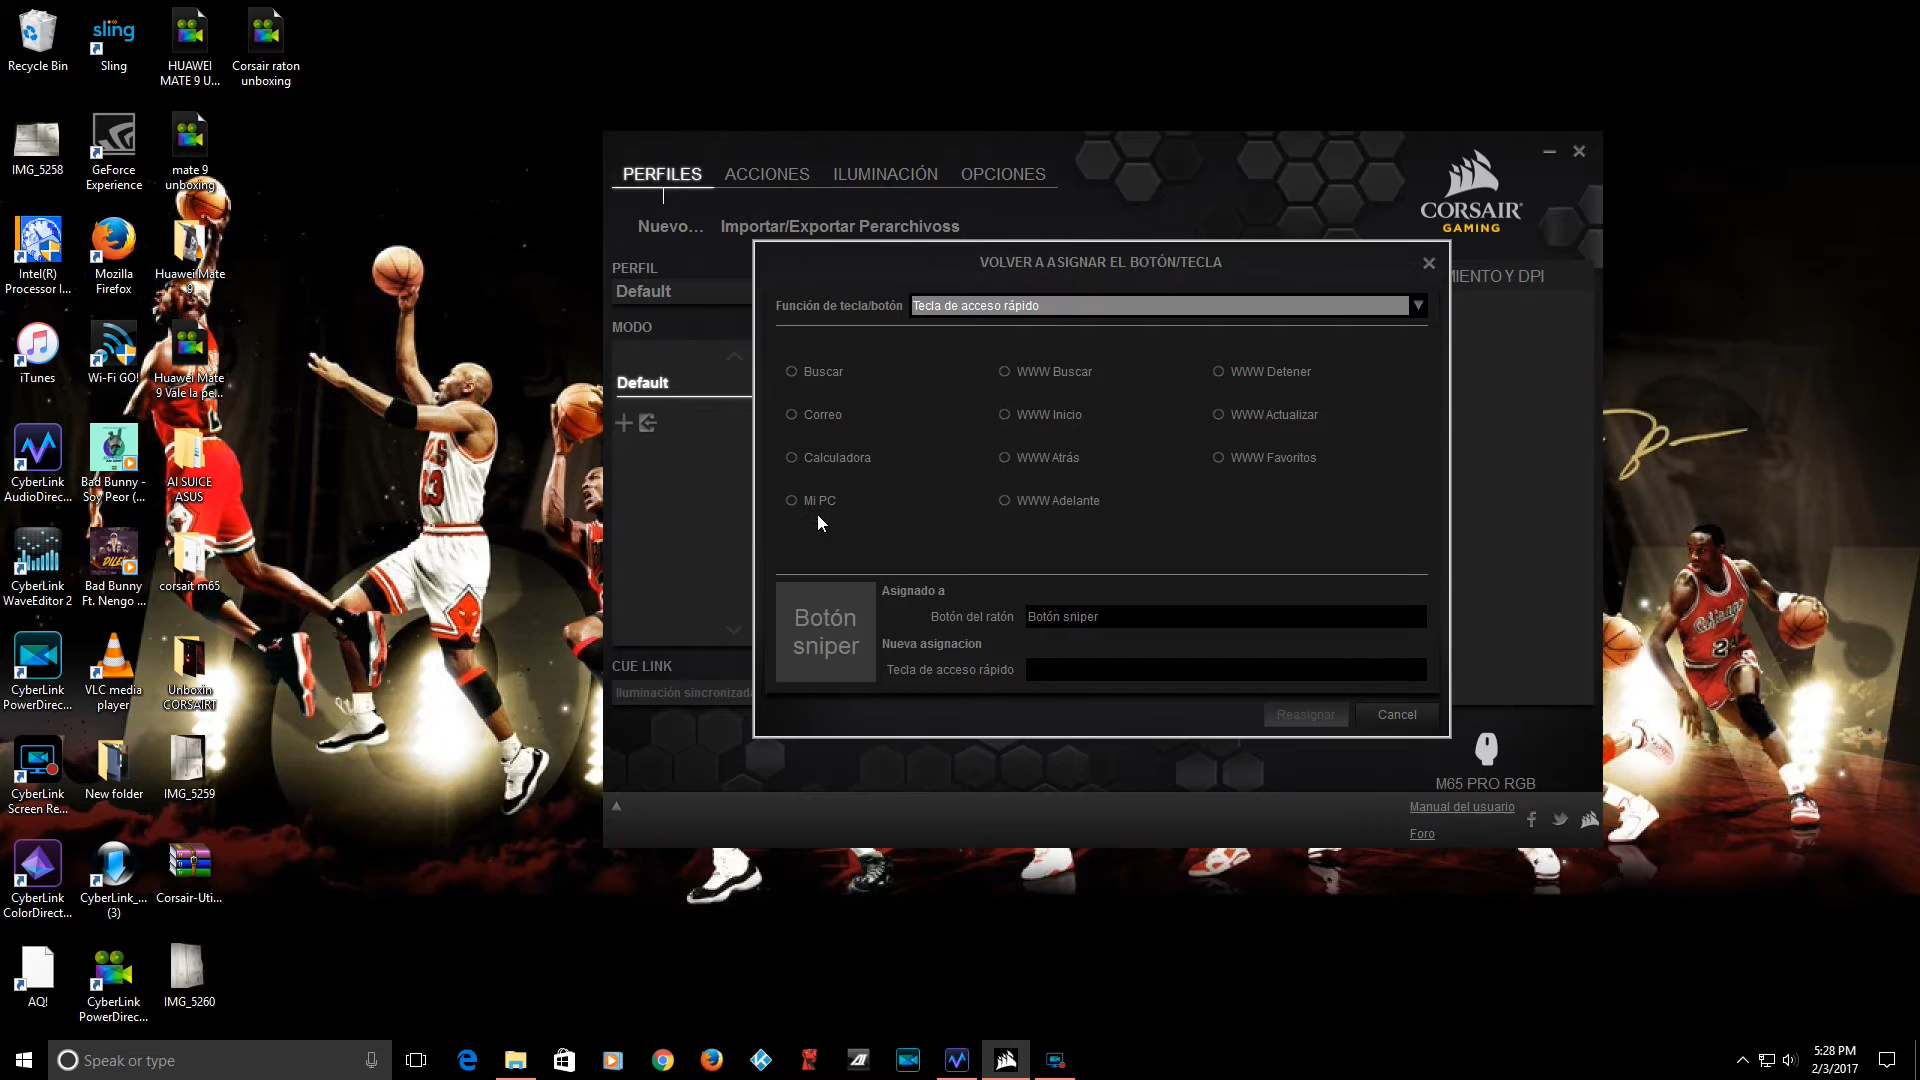 Recycle Bin
Sling
HUAWEI
MATE 9 U...
Corsair raton
unboxing
IMG_5258
GeForce
Experience
mate 9
unboxing
Intel(R)
Processor I...
Mozilla
Firefox
Huawei Mate
9
iTunes
Wi-Fi GO!
Huawei Mate
9 Vale la pe...
CyberLink
AudioDirec...
Bad Bunny -
Soy Peor (...
AI SUICE
ASUS
CyberLink
WaveEditor 2
Bad Bunny
Ft. Nengo ...
corsait m65
CyberLink
PowerDirec...
VLC media
player
Unboxin
CORSAIRT
CyberLink
Screen Re...
New folder
IMG_5259
CyberLink
ColorDirect...
CyberLink_...
(3)
Corsair-Uti...
AQ!
CyberLink
PowerDirec...
IMG_5260
sling
PERFILES
ACCIONES
ILUMINACIÓN
OPCIONES
CORSAIR
GAMING
Nuevo...
Importar/Exportar Perarchivoss
PERFIL
Default
MODO
Default
CUE LINK
Iluminación sincronizada
MIENTO Y DPI
VOLVER A ASIGNAR EL BOTÓN/TECLA
Función de tecla/botón
Tecla de acceso rápido
Buscar
WWW Buscar
WWW Detener
Correo
WWW Inicio
WWW Actualizar
Calculadora
WWW Atrás
WWW Favoritos
Mi PC
WWW Adelante
Botón
sniper
Asignado a
Botón del ratón
Botón sniper
Nueva asignacion
Tecla de acceso rápido
Reasignar
Cancel
M65 PRO RGB
Manual del usuario
Foro
Speak or type
5:28 PM
2/3/2017